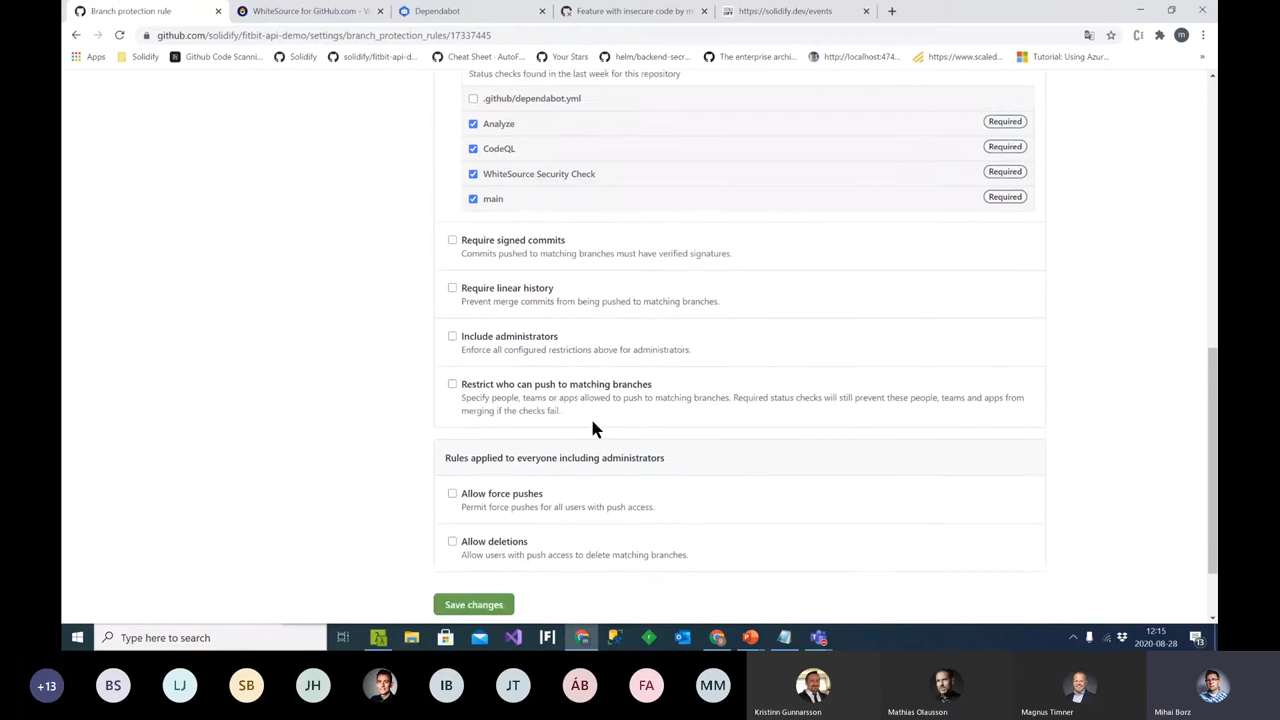 Branch protection rule
WhiteSource for GitHub.com - W
Dependabot
Feature with insecure code by m
https://solidify.dev/events
github.com/solidify/fitbit-api-demo/settings/branch_protection_rules/17337445
Apps
Solidify
Github Code Scanni...
Solidify
solidify/fitbit-api-d...
Cheat Sheet - AutoF...
Your Stars
helm/backend-secr...
The enterprise archi...
http://localhost:474...
https://www.scaled...
Tutorial: Using Azur...
Status checks found in the last week for this repository
.github/dependabot.yml
Analyze
Required
CodeQL
Required
WhiteSource Security Check
Required
main
Required
Require signed commits
Commits pushed to matching branches must have verified signatures.
Require linear history
Prevent merge commits from being pushed to matching branches.
Include administrators
Enforce all configured restrictions above for administrators.
Restrict who can push to matching branches
Specify people, teams or apps allowed to push to matching branches. Required status checks will still prevent these people, teams and apps from
merging if the checks fail.
Rules applied to everyone including administrators
Allow force pushes
Permit force pushes for all users with push access.
Allow deletions
Allow users with push access to delete matching branches.
Save changes
Type here to search
12:15
2020-08-28
13
+13
BS
LJ
SB
JH
IB
JT
ÁB
FA
MM
Kristinn Gunnarsson
Mathias Olausson
Magnus Timner
Mihai Borz